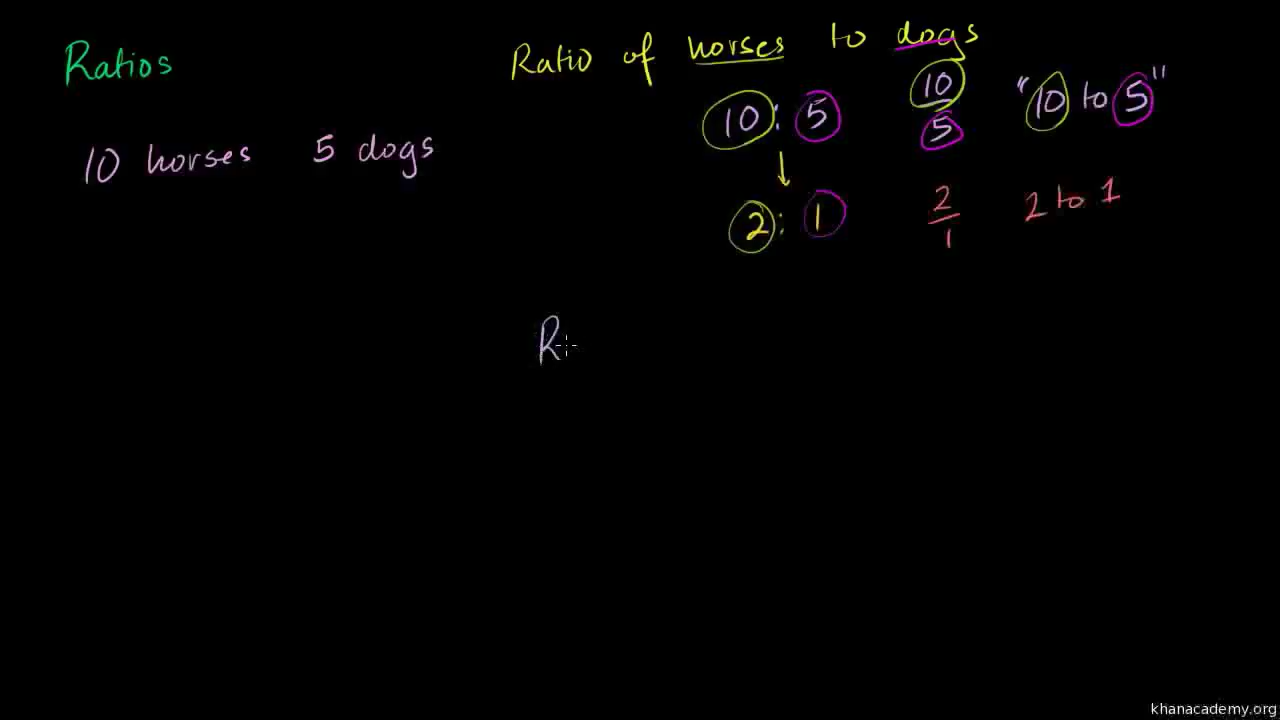 Ratios
10 horses 5 dogs
Ratio of horses to dogs
10 : 5 10/5 "10 to 5"
↓
2 : 1 2/1 2 to 1
R
khanacademy.org